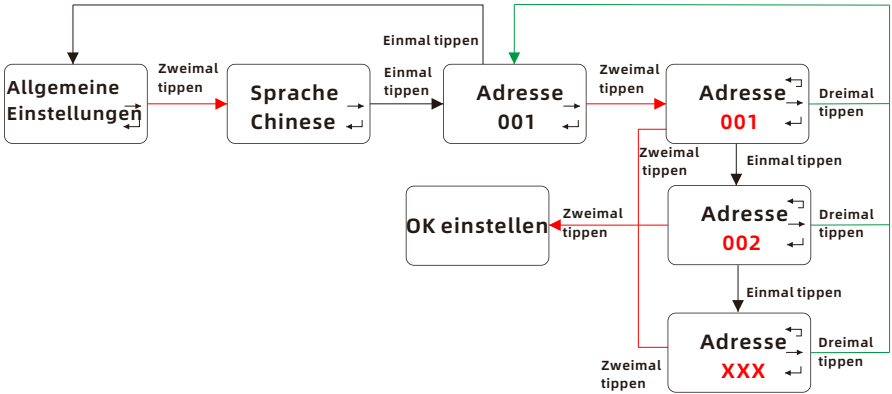 Einmal tippen
Allgemeine
Einstellungen
Zweimal
tippen
Sprache
Chinese
Einmal
tippen
Adresse
001
Zweimal
tippen
Adresse
001
Dreimal
tippen
Zweimal
tippen
Einmal tippen
OK einstellen
Zweimal
tippen
Adresse
002
Dreimal
tippen
Einmal tippen
Zweimal
tippen
Adresse
XXX
Dreimal
tippen